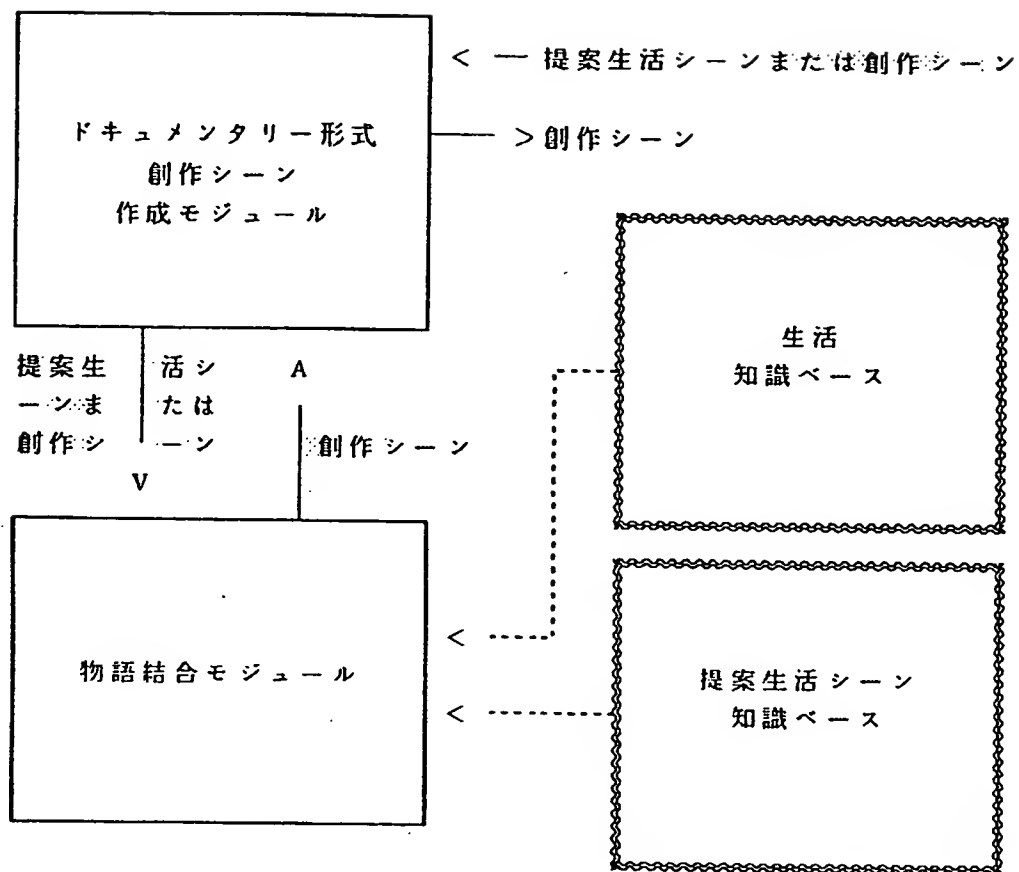 < — 提案生活シーンまたは創作シーン
ドキュメンタリー形式
創作シーン
作成モジュール
> 創作シーン
生活
知識ベース
提案生活シ
ーンまたは
創作シーン
A
創作シーン
V
物語結合モジュール
<
<
提案生活シーン
知識ベース